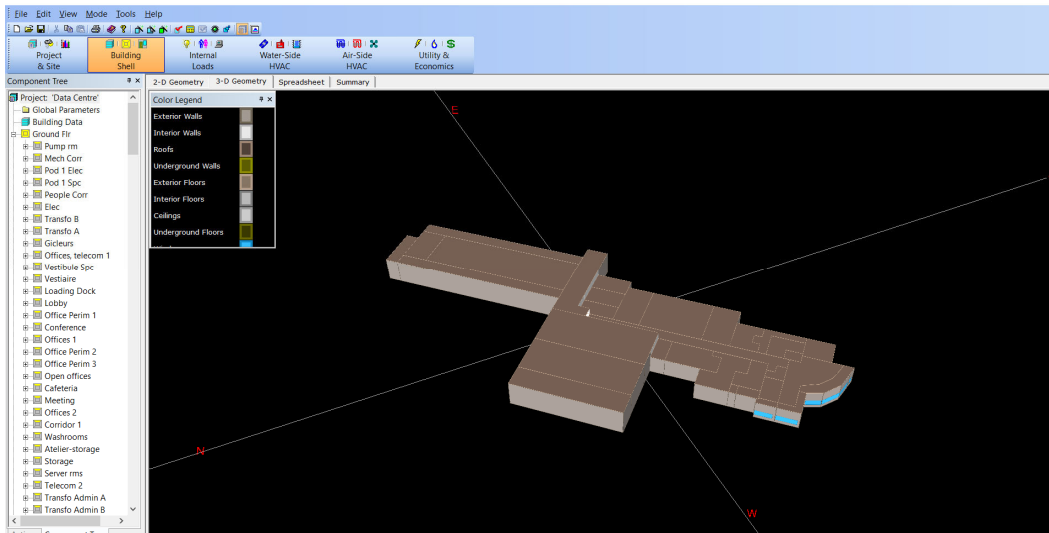 File Edit View Mode Tools Help
Project & Site
Building Shell
Internal Loads
Water-Side HVAC
Air-Side HVAC
Utility & Economics
Component Tree
2-D Geometry 3-D Geometry Spreadsheet Summary
Project: 'Data Centre'
Global Parameters
Building Data
Ground Flr
Pump rm
Mech Corr
Pod 1 Elec
Pod 1 Spc
People Corr
Elec
Transfo B
Transfo A
Gicleurs
Offices, telecom 1
Vestibule Spc
Vestiaire
Loading Dock
Lobby
Office Perim 1
Conference
Offices 1
Office Perim 2
Office Perim 3
Open offices
Cafeteria
Meeting
Offices 2
Corridor 1
Washrooms
Atelier-storage
Storage
Server rms
Telecom 2
Transfo Admin A
Transfo Admin B
Color Legend
Exterior Walls
Interior Walls
Roofs
Underground Walls
Exterior Floors
Interior Floors
Ceilings
Underground Floors
E
N
W